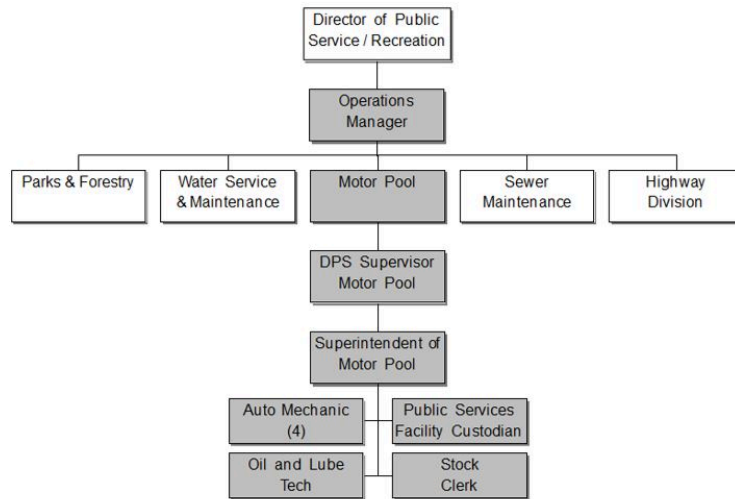 Director of Public
Service / Recreation
Operations
Manager
Parks & Forestry
Water Service
& Maintenance
Motor Pool
Sewer
Maintenance
Highway
Division
DPS Supervisor
Motor Pool
Superintendent of
Motor Pool
Auto Mechanic
(4)
Public Services
Facility Custodian
Oil and Lube
Tech
Stock
Clerk